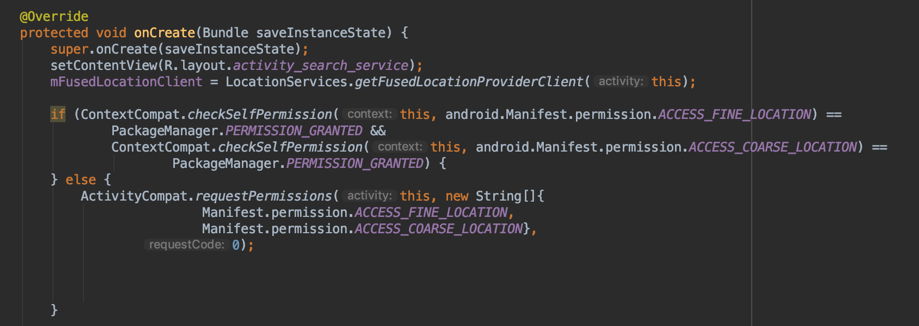 @Override
protected void onCreate(Bundle saveInstanceState) {
super.onCreate(saveInstanceState);
setContentView(R.layout.activity_search_service);
mFusedLocationClient = LocationServices.getFusedLocationProviderClient( activity: this);
if (ContextCompat.checkSelfPermission( context: this, android.Manifest.permission.ACCESS_FINE_LOCATION) ==
PackageManager.PERMISSION_GRANTED &&
ContextCompat.checkSelfPermission( context: this, android.Manifest.permission.ACCESS_COARSE_LOCATION) ==
PackageManager.PERMISSION_GRANTED) {
} else {
ActivityCompat.requestPermissions( activity: this, new String[]{
Manifest.permission.ACCESS_FINE_LOCATION,
Manifest.permission.ACCESS_COARSE_LOCATION},
requestCode: 0);
}